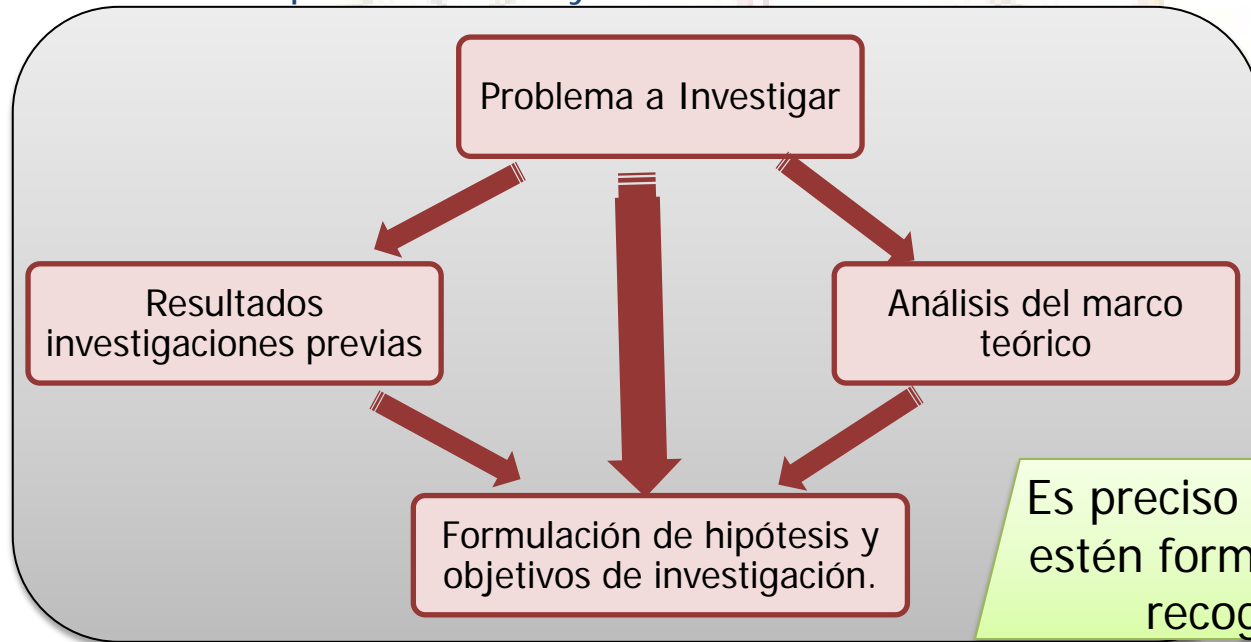 Problema a Investigar
Resultados
investigaciones previas
Análisis del marco
teórico
Formulación de hipótesis y
objetivos de investigación.
Es preciso
estén form
recog